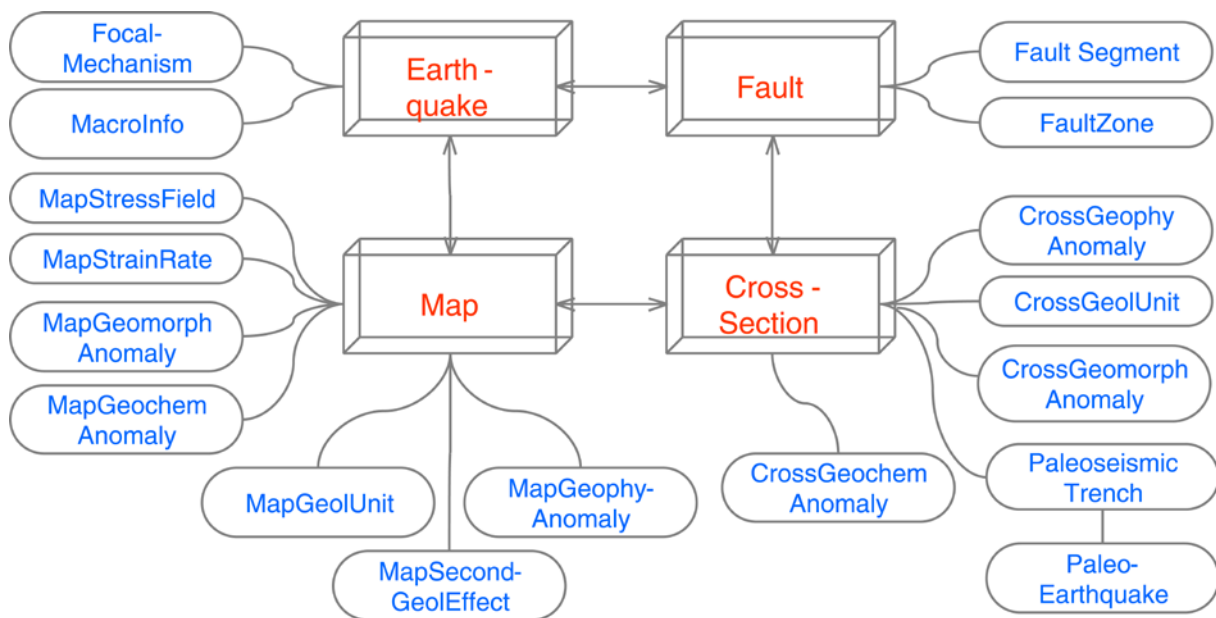 Focal-
Mechanism
MacroInfo
Earth -
quake
Fault
Fault Segment
FaultZone
MapStressField
MapStrainRate
MapGeomorph
Anomaly
MapGeochem
Anomaly
Map
Cross -
Section
CrossGeophy
Anomaly
CrossGeolUnit
CrossGeomorph
Anomaly
Paleoseismic
Trench
Paleo-
Earthquake
MapGeolUnit
MapSecond-
GeolEffect
MapGeophy-
Anomaly
CrossGeochem
Anomaly